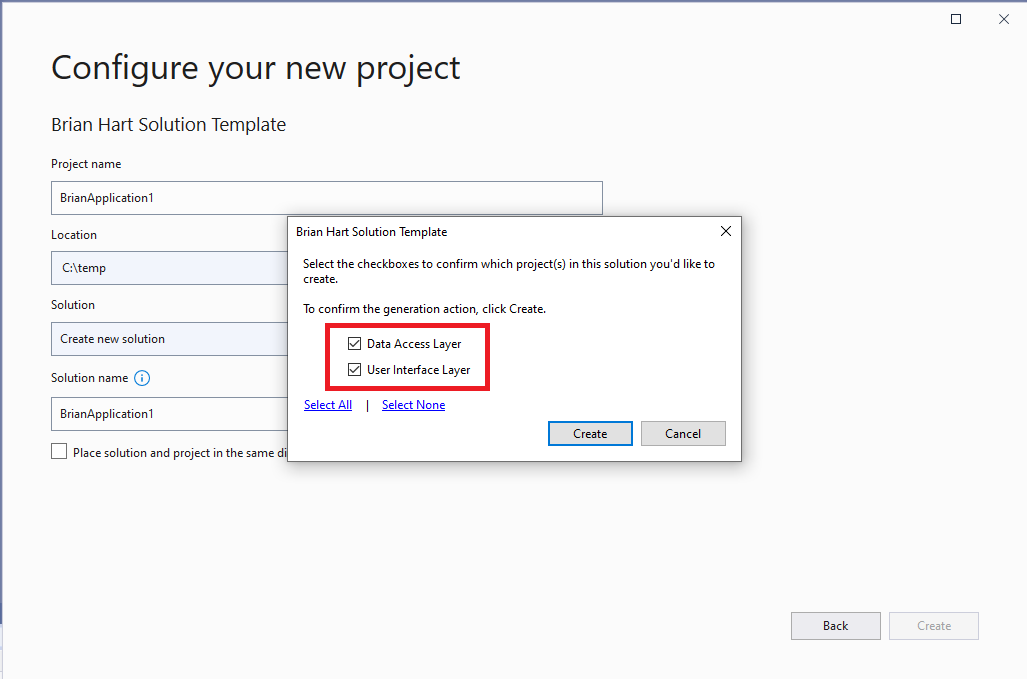 Configure your new project
Brian Hart Solution Template
Project name
BrianApplication1
Location
C:\temp
Solution
Create new solution
Solution name
BrianApplication1
Place solution and project in the same di
Brian Hart Solution Template
Select the checkboxes to confirm which project(s) in this solution you'd like to
create.
To confirm the generation action, click Create.
Data Access Layer
User Interface Layer
Select All | Select None
Create Cancel
Back Create